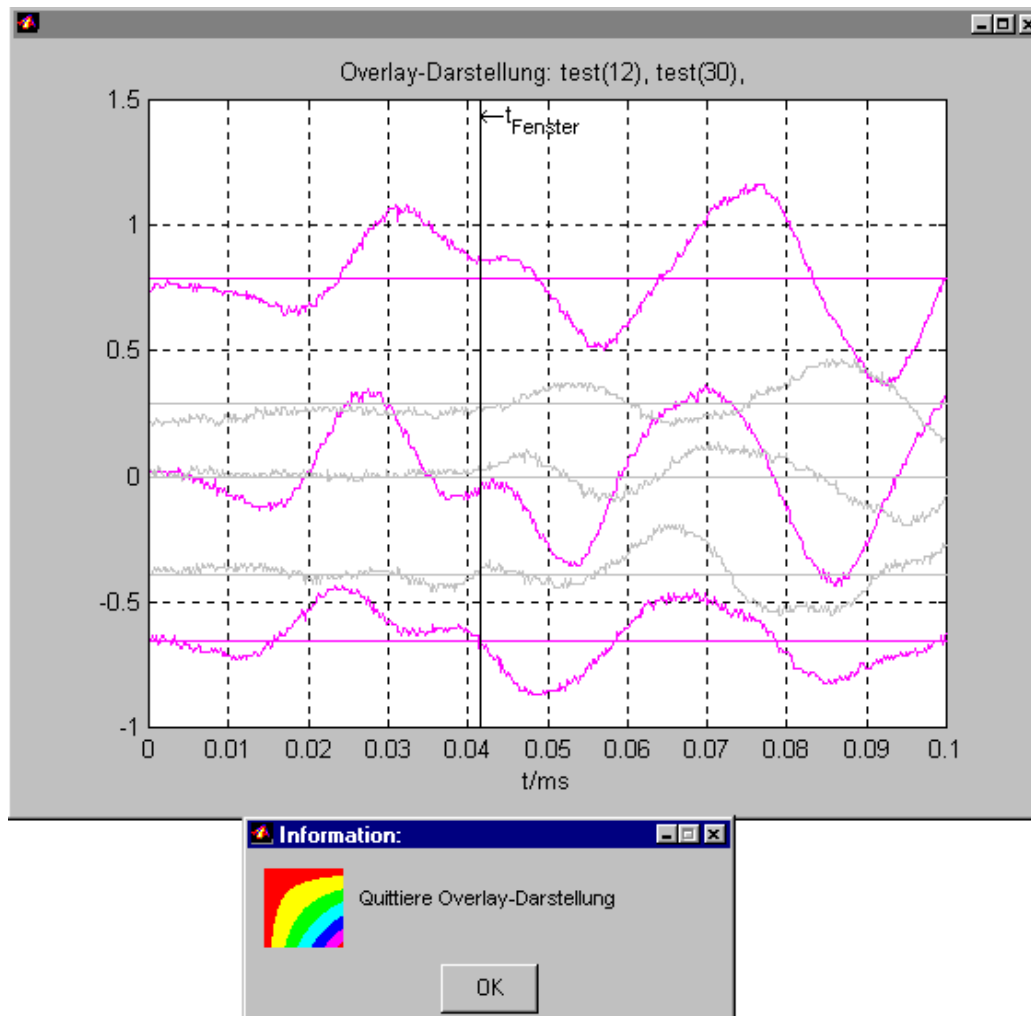 Overlay-Darstellung: test(12), test(30),
1.5
←t_Fenster
1
0.5
0
-0.5
-1
0 0.01 0.02 0.03 0.04 0.05 0.06 0.07 0.08 0.09 0.1
t/ms
Information:
Quittiere Overlay-Darstellung
OK